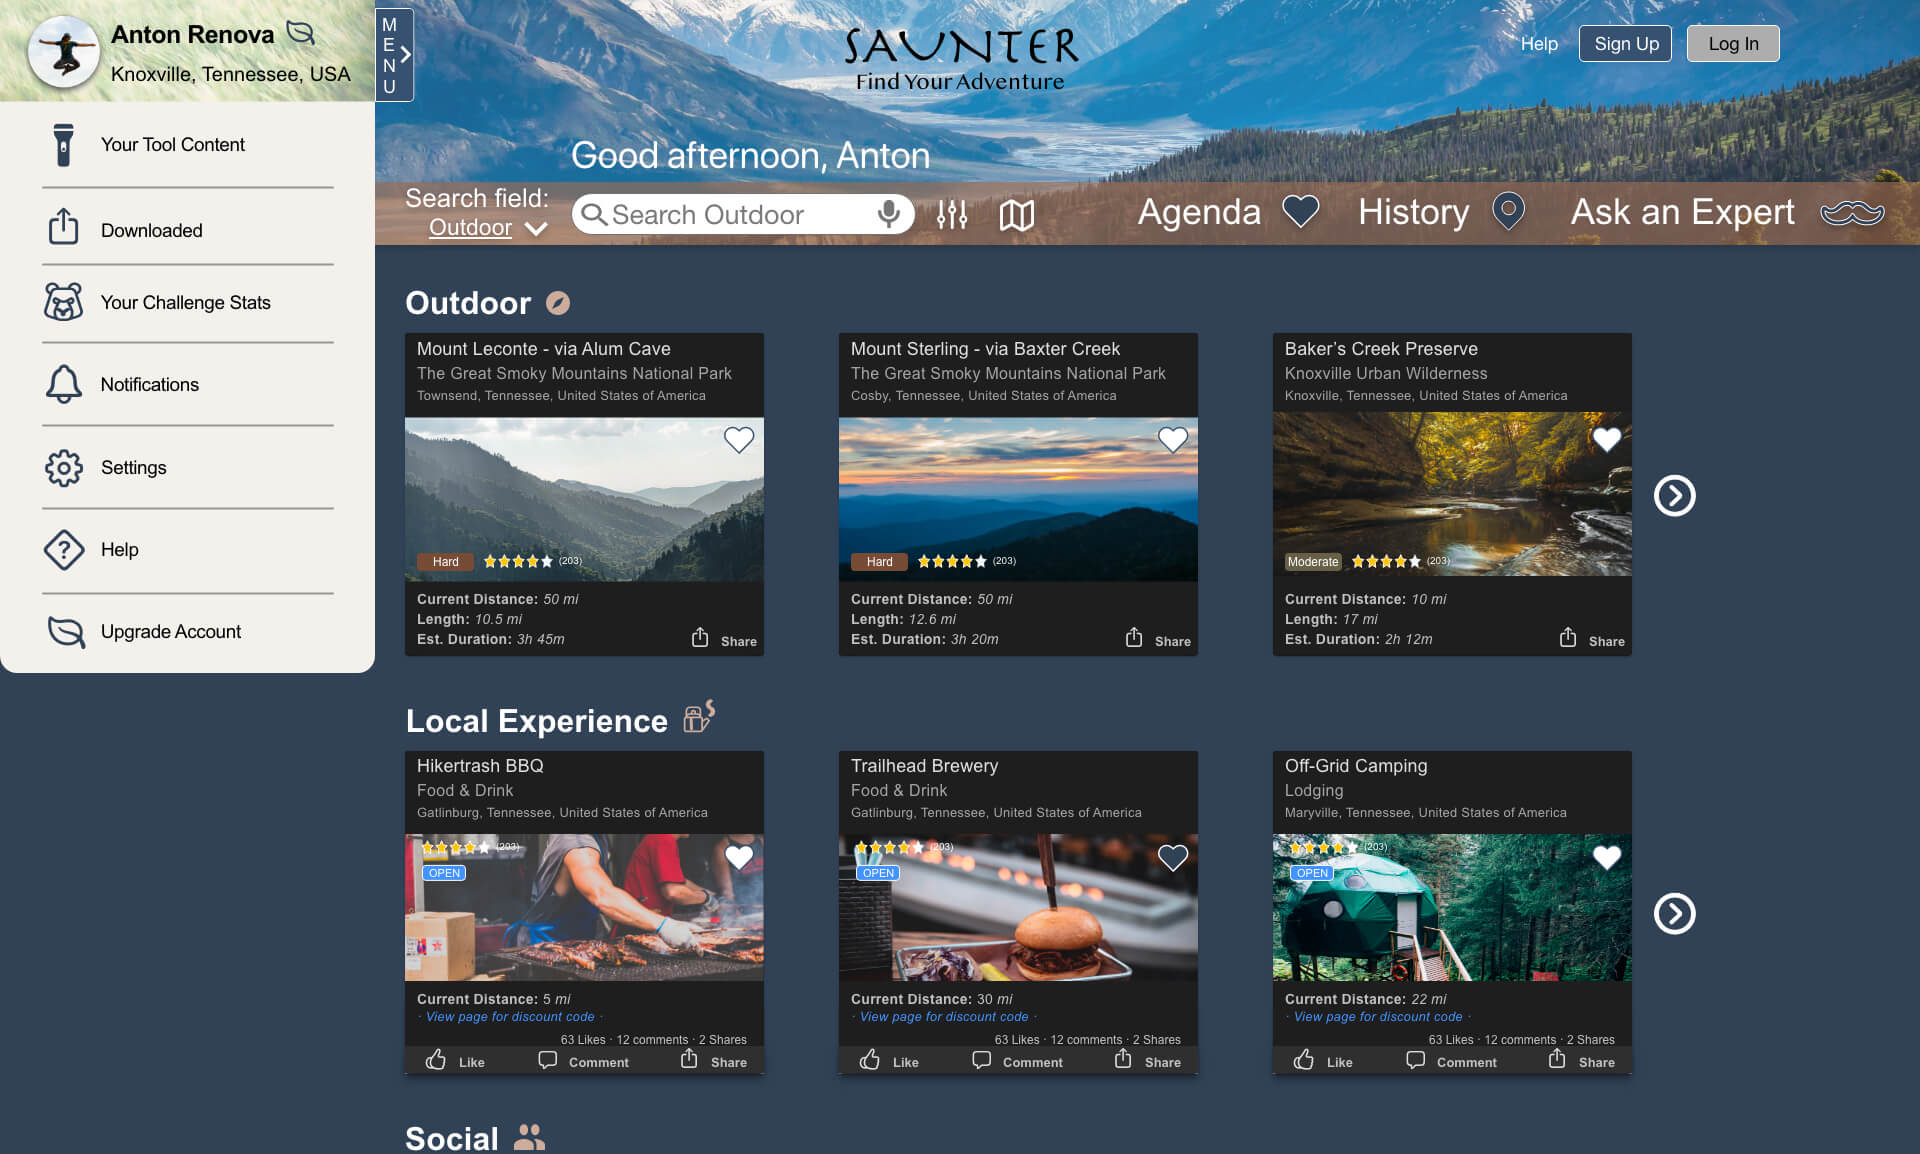 Anton Renova
Knoxville, Tennessee, USA
MENU
Your Tool Content
Downloaded
Your Challenge Stats
Notifications
Settings
Help
Upgrade Account
SAUNTER
Find Your Adventure
Help
Sign Up
Log In
Good afternoon, Anton
Search field:
Outdoor
Search Outdoor
Agenda
History
Ask an Expert
Outdoor
Mount Leconte - via Alum Cave
The Great Smoky Mountains National Park
Townsend, Tennessee, United States of America
Hard
(203)
Current Distance: 50 mi
Length: 10.5 mi
Est. Duration: 3h 45m
Share
Mount Sterling - via Baxter Creek
The Great Smoky Mountains National Park
Cosby, Tennessee, United States of America
Hard
(203)
Current Distance: 50 mi
Length: 12.6 mi
Est. Duration: 3h 20m
Share
Baker’s Creek Preserve
Knoxville Urban Wilderness
Knoxville, Tennessee, United States of America
Moderate
(203)
Current Distance: 10 mi
Length: 17 mi
Est. Duration: 2h 12m
Share
Local Experience
Hikertrash BBQ
Food & Drink
Gatlinburg, Tennessee, United States of America
(203)
OPEN
Current Distance: 5 mi
· View page for discount code ·
63 Likes · 12 comments · 2 Shares
Like
Comment
Share
Trailhead Brewery
Food & Drink
Gatlinburg, Tennessee, United States of America
(203)
OPEN
Current Distance: 30 mi
· View page for discount code ·
63 Likes · 12 comments · 2 Shares
Like
Comment
Share
Off-Grid Camping
Lodging
Maryville, Tennessee, United States of America
(203)
OPEN
Current Distance: 22 mi
· View page for discount code ·
63 Likes · 12 comments · 2 Shares
Like
Comment
Share
Social